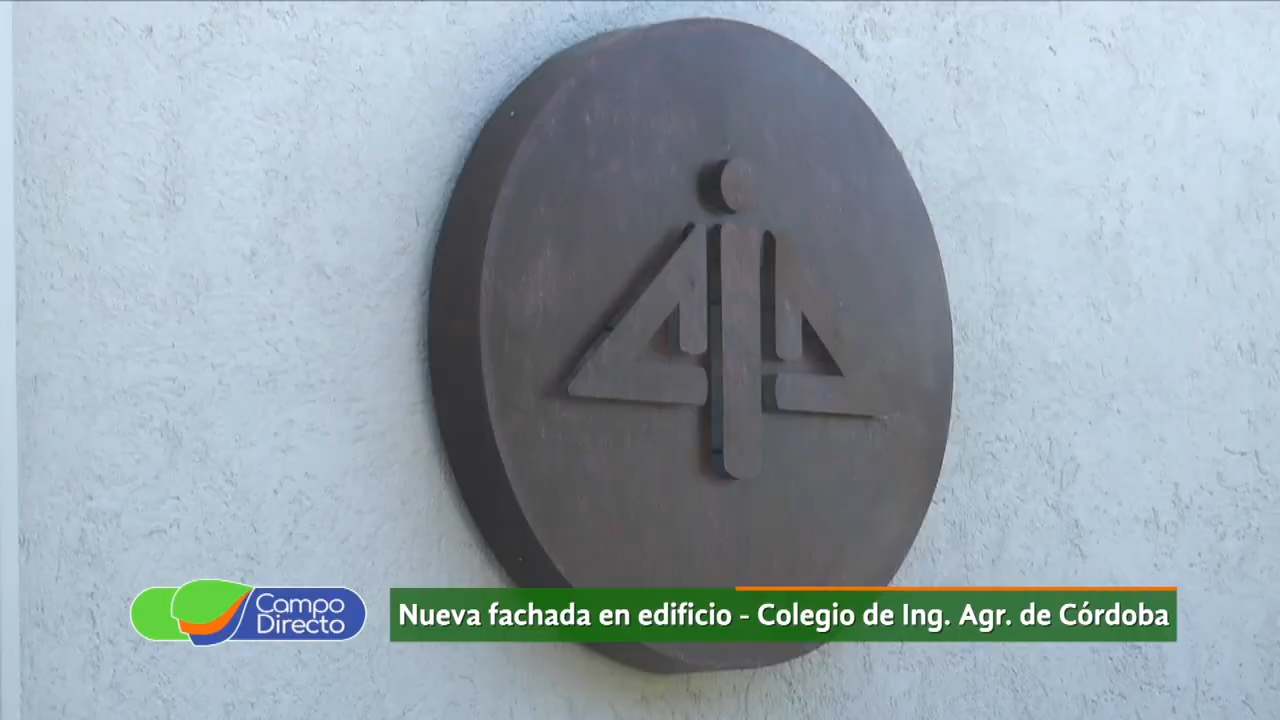 Campo
Directo
Nueva fachada en edificio - Colegio de Ing. Agr. de Córdoba